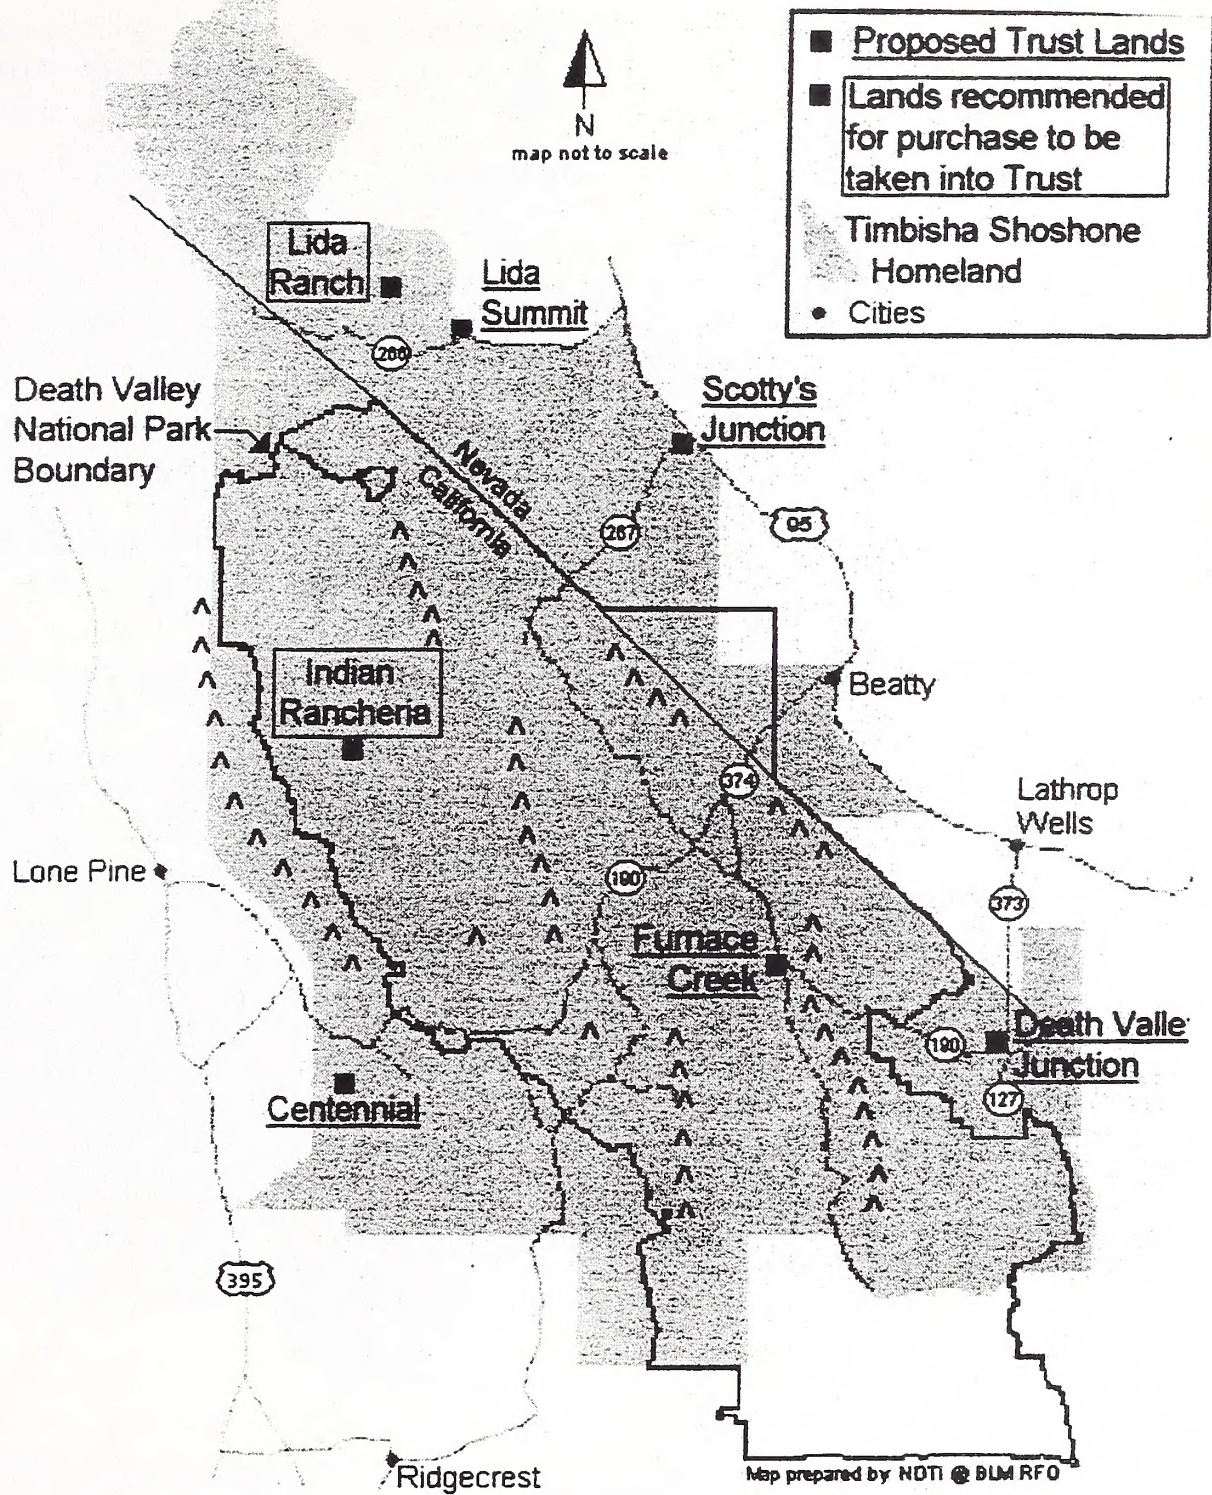 Proposed Trust Lands
Lands recommended
for purchase to be
taken into Trust
Timbisha Shoshone
Homeland
Cities
N
map not to scale
Lida
Ranch
Lida
Summit
266
Death Valley
National Park
Boundary
Scotty's
Junction
Nevada
California
267
95
Indian
Rancheria
Beatty
374
Lathrop
Wells
Lone Pine
190
373
Furnace
Creek
Death Valle
Junction
190
127
Centennial
395
Ridgecrest
Map prepared by NDTI @ BLM RFO